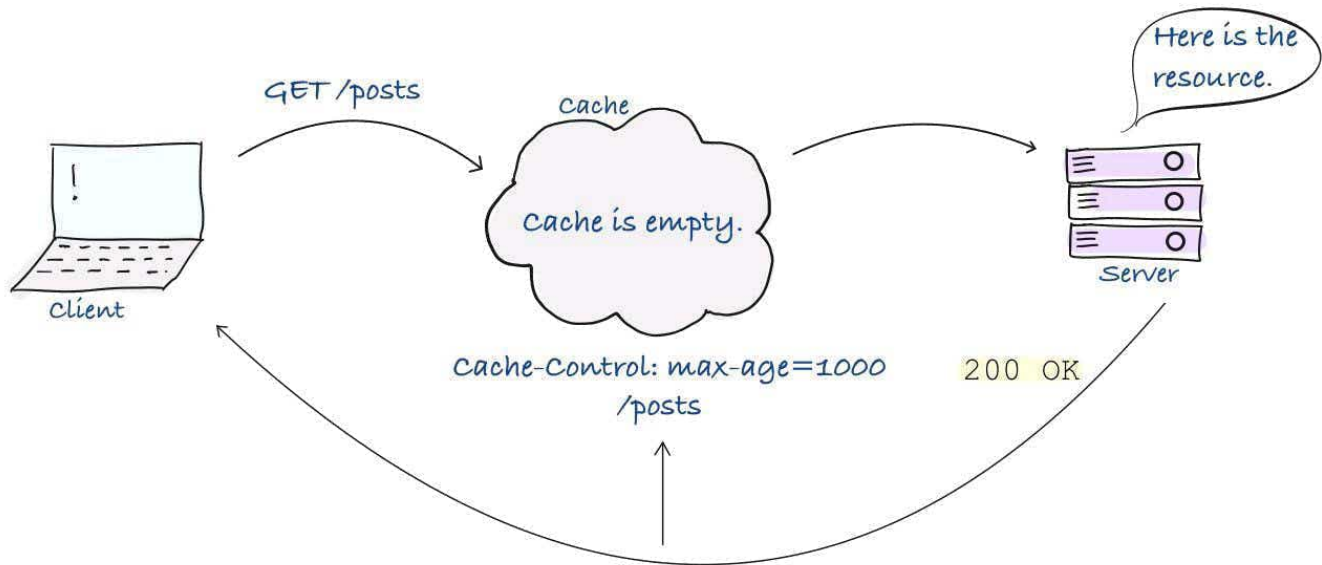 Here is the
resource.
GET /posts
Cache
Cache is empty.
Client
Server
Cache-Control: max-age=1000
/posts
200 OK